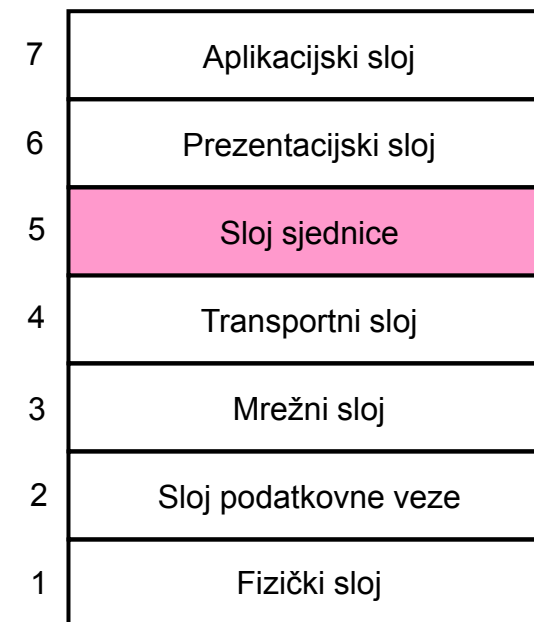 7 Aplikacijski sloj
6 Prezentacijski sloj
5 Sloj sjednice
4 Transportni sloj
3 Mrežni sloj
2 Sloj podatkovne veze
1 Fizički sloj